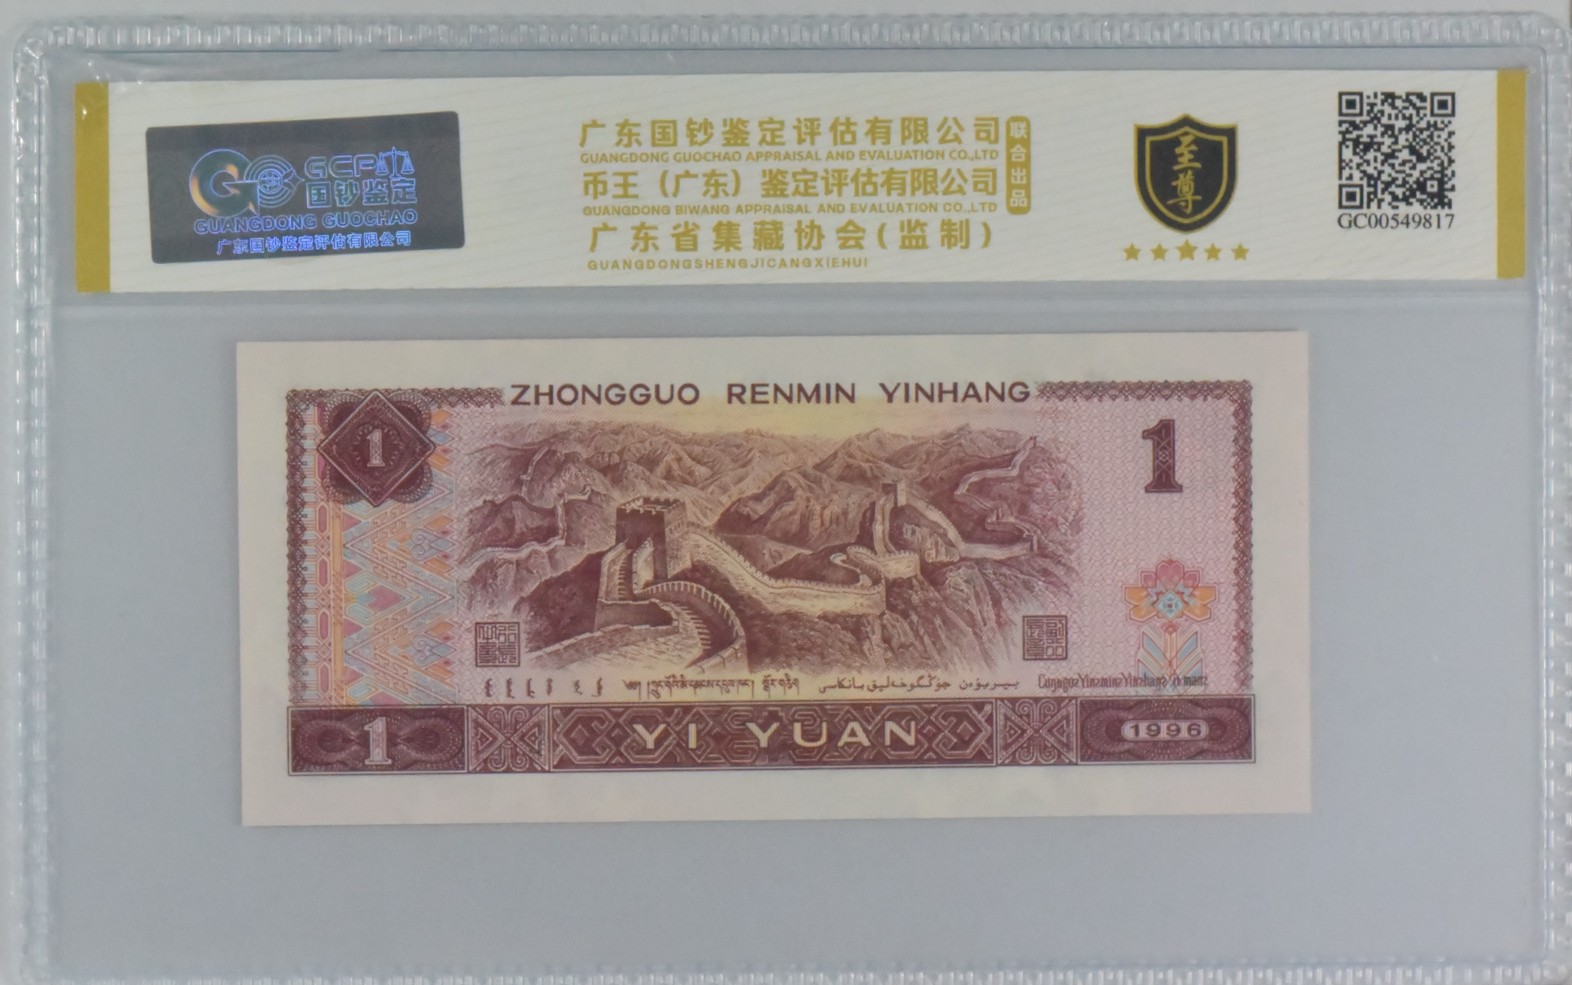 GCP
国钞鉴定
GUANGDONG GUOCHAO
广东国钞鉴定评估有限公司
广东国钞鉴定评估有限公司
GUANGDONG GUOCHAO APPRAISAL AND EVALUATION CO.,LTD
币王（广东）鉴定评估有限公司
GUANGDONG BIWANG APPRAISAL AND EVALUATION CO.,LTD
联合出品
广东省集藏协会(监制)
GUANGDONGSHENGJICANGXIEHUI
至尊
GC00549817
ZHONGGUO RENMIN YINHANG
1
1
1
YI YUAN
1996